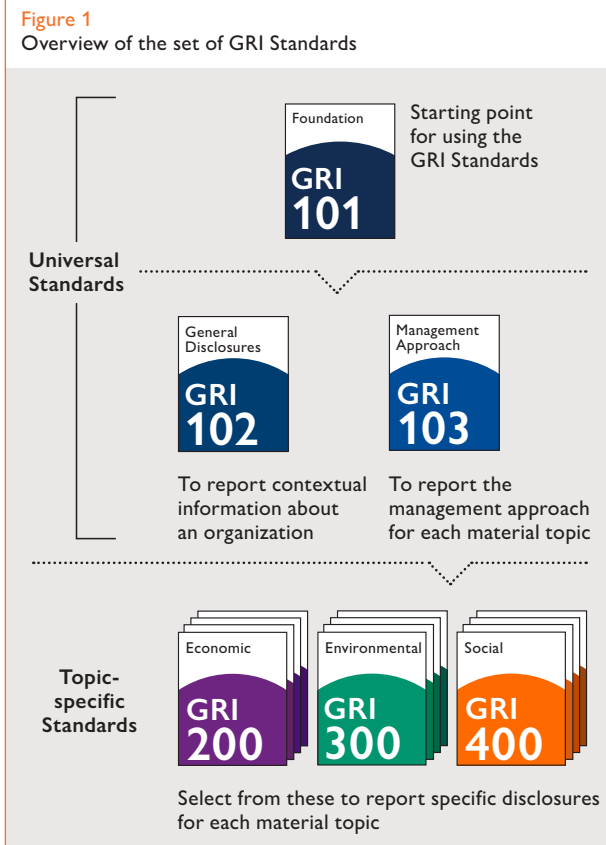 Figure 1
Overview of the set of GRI Standards
Foundation
GRI
101
Starting point
for using the
GRI Standards
Universal
Standards
General
Disclosures
GRI
102
Management
Approach
GRI
103
To report contextual
information about
an organization
To report the
management approach
for each material topic
Topic-
specific
Standards
Economic
GRI
200
Environmental
GRI
300
Social
GRI
400
Select from these to report specific disclosures
for each material topic